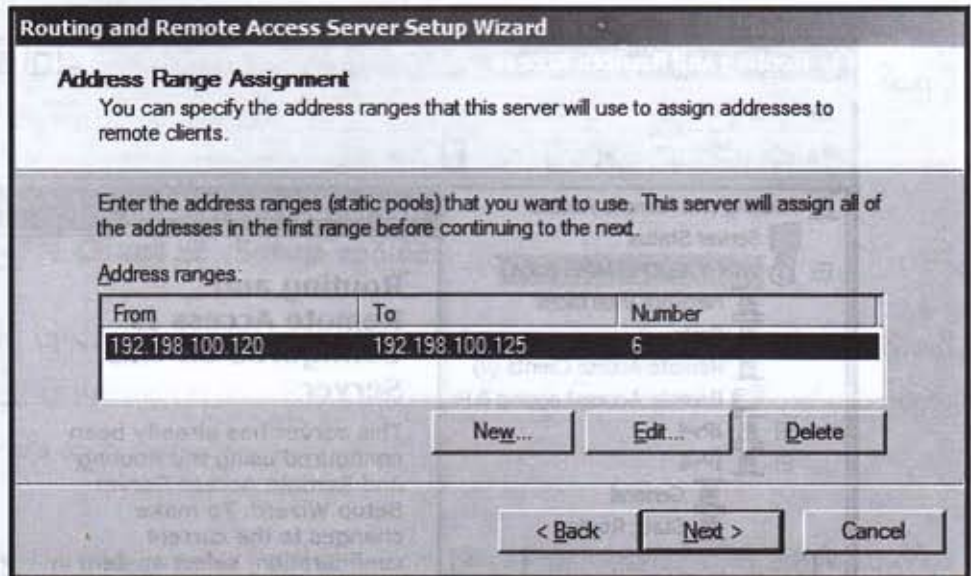 Routing and Remote Access Server Setup Wizard
Address Range Assignment
You can specify the address ranges that this server will use to assign addresses to
remote clients.
Enter the address ranges (static pools) that you want to use. This server will assign all of
the addresses in the first range before continuing to the next.
Address ranges:
From To Number
192.198.100.120 192.198.100.125 6
New... Edit... Delete
< Back Next > Cancel